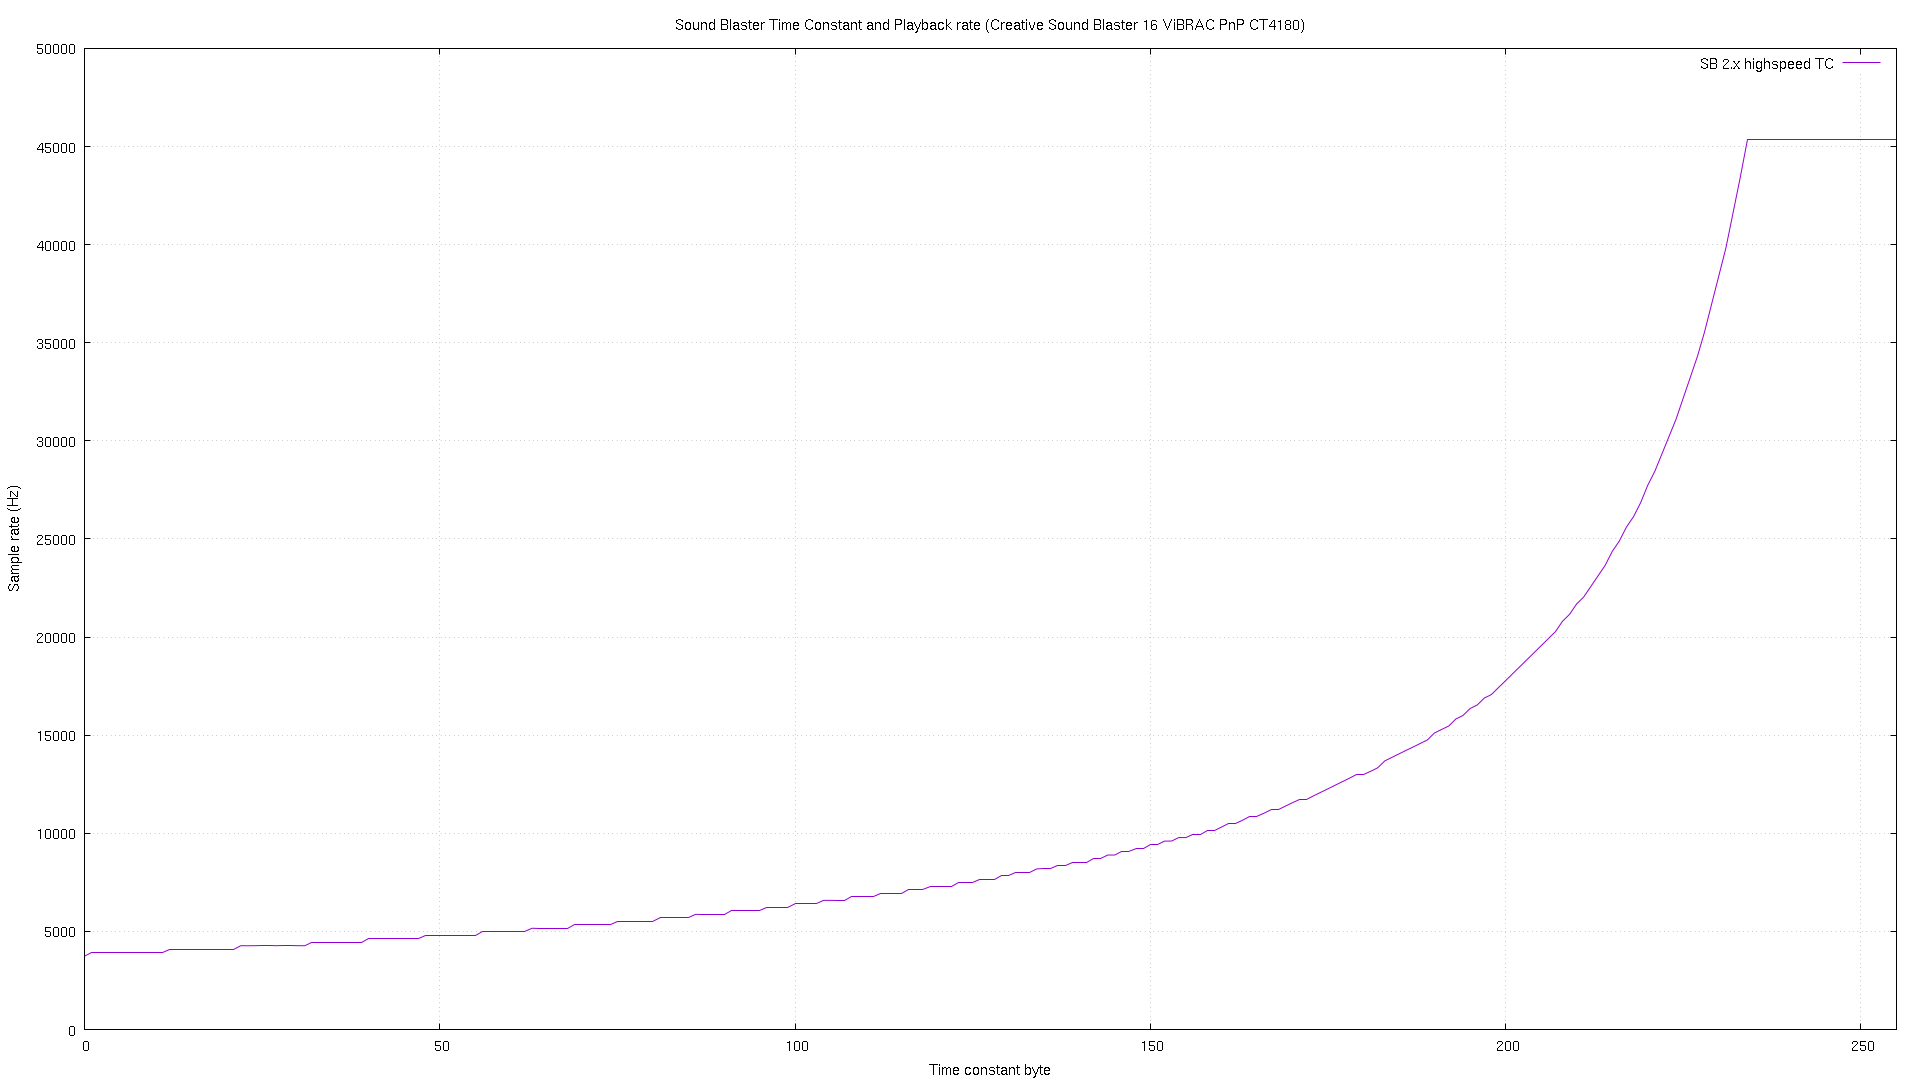 Sound Blaster Time Constant and Playback rate (Creative Sound Blaster 16 ViBRAC PnP CT4180)
SB 2.x highspeed TC
50000
45000
40000
35000
30000
25000
20000
15000
10000
5000
0
Sample rate (Hz)
0 50 100 150 200 250
Time constant byte